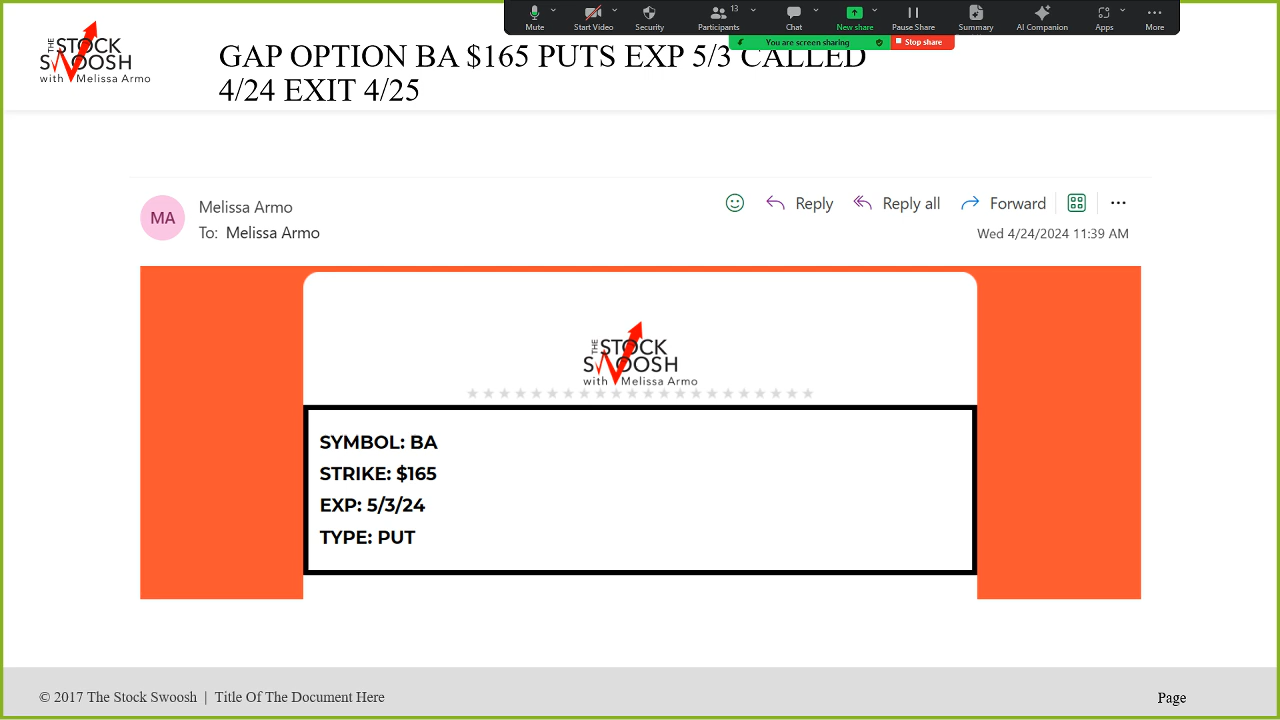 Mute
Start Video
Security
Participants
13
Chat
New share
Pause Share
Summary
AI Companion
Apps
More
You are screen sharing
Stop share
THE
STOCK
SWOOSH
with Melissa Armo
GAP OPTION BA $165 PUTS EXP 5/3 CALLED
4/24 EXIT 4/25
MA
Melissa Armo
To: Melissa Armo
Reply
Reply all
Forward
Wed 4/24/2024 11:39 AM
THE
STOCK
SWOOSH
with Melissa Armo
SYMBOL: BA
STRIKE: $165
EXP: 5/3/24
TYPE: PUT
© 2017 The Stock Swoosh | Title Of The Document Here
Page